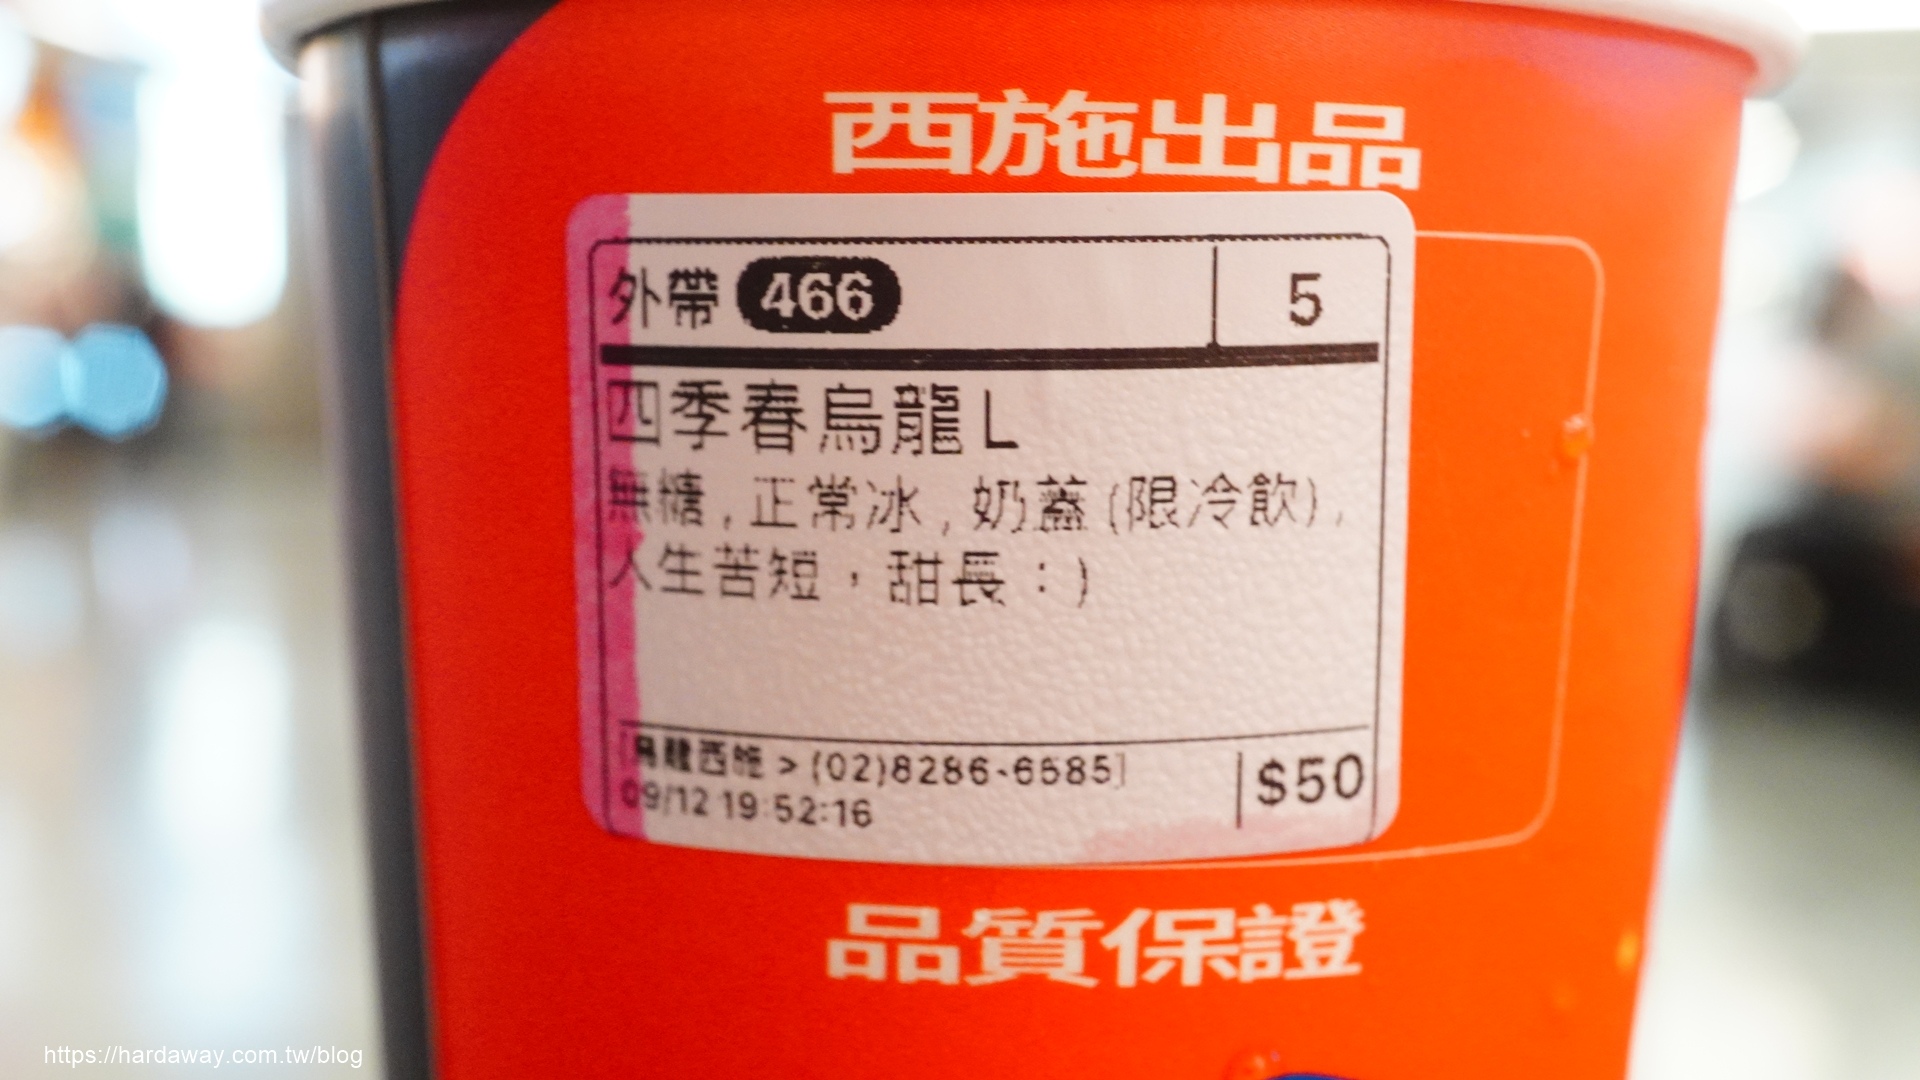 西施出品
外帶 466 5
四季春烏龍 L
無糖 , 正常冰 , 奶蓋 (限冷飲) ,
人生苦短，甜長：)
[烏龍西施 > (02)8286-6585]
09/12 19:52:16
$50
品質保證
https://hardaway.com.tw/blog